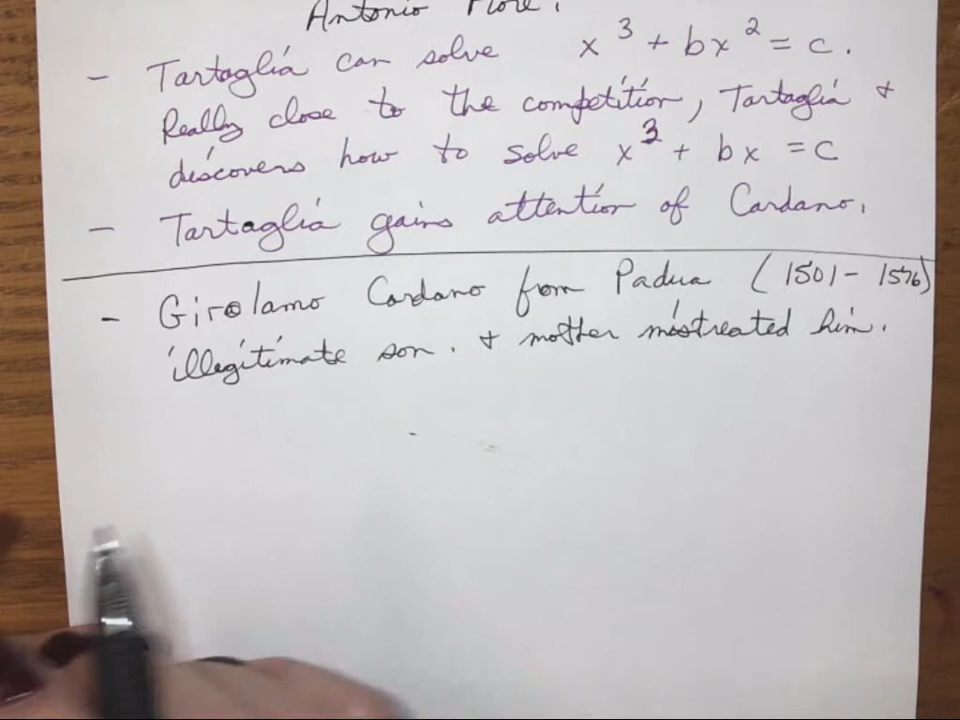 Antonio Fiore.
- Tartaglia can solve x³ + bx² = c.
Really close to the competition, Tartaglia +
discovers how to solve x³ + bx = c
- Tartaglia gains attention of Cardano.
- Girolamo Cardano from Padua (1501 - 1576)
illegitimate son. + mother mistreated him.